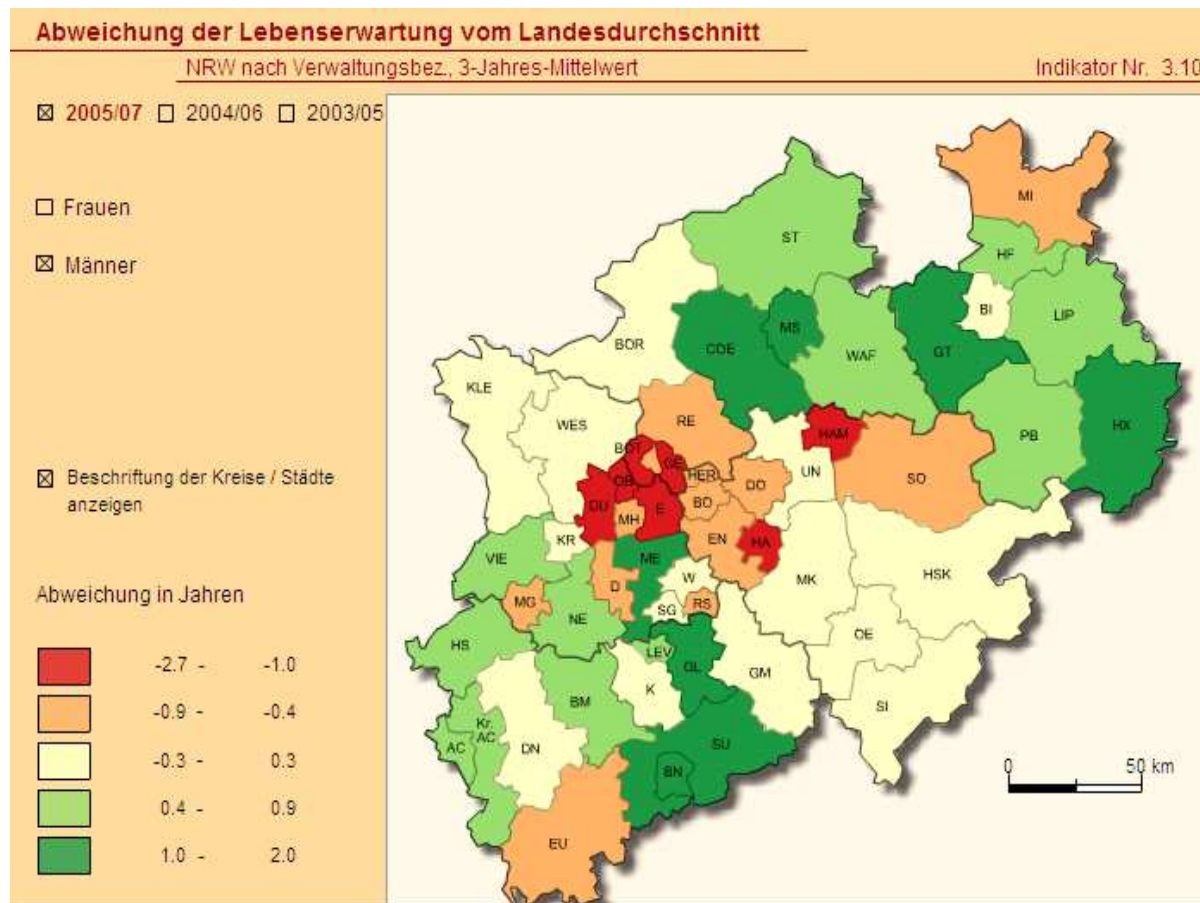 Abweichung der Lebenserwartung vom Landesdurchschnitt
NRW nach Verwaltungsbez., 3-Jahres-Mittelwert Indikator Nr. 3.10
2005/07 2004/06 2003/05
Frauen
Männer
Beschriftung der Kreise / Städte
anzeigen
Abweichung in Jahren
-2.7 - -1.0
-0.9 - -0.4
-0.3 - 0.3
0.4 - 0.9
1.0 - 2.0
MI
ST
HF
BI
LIP
MS
COE
WAF
GT
BOR
KLE
WES
RE
HAM
PB
HX
BOT
GE
HER
UN
SO
OB
DU
E
BO
DO
MH
EN
HA
KR
ME
VIE
W
MK
HSK
D
MG
NE
SG
RS
OE
HS
LEV
GL
GM
BM
K
SI
Kr.
AC
AC
DN
SU
BN
EU
0 50 km